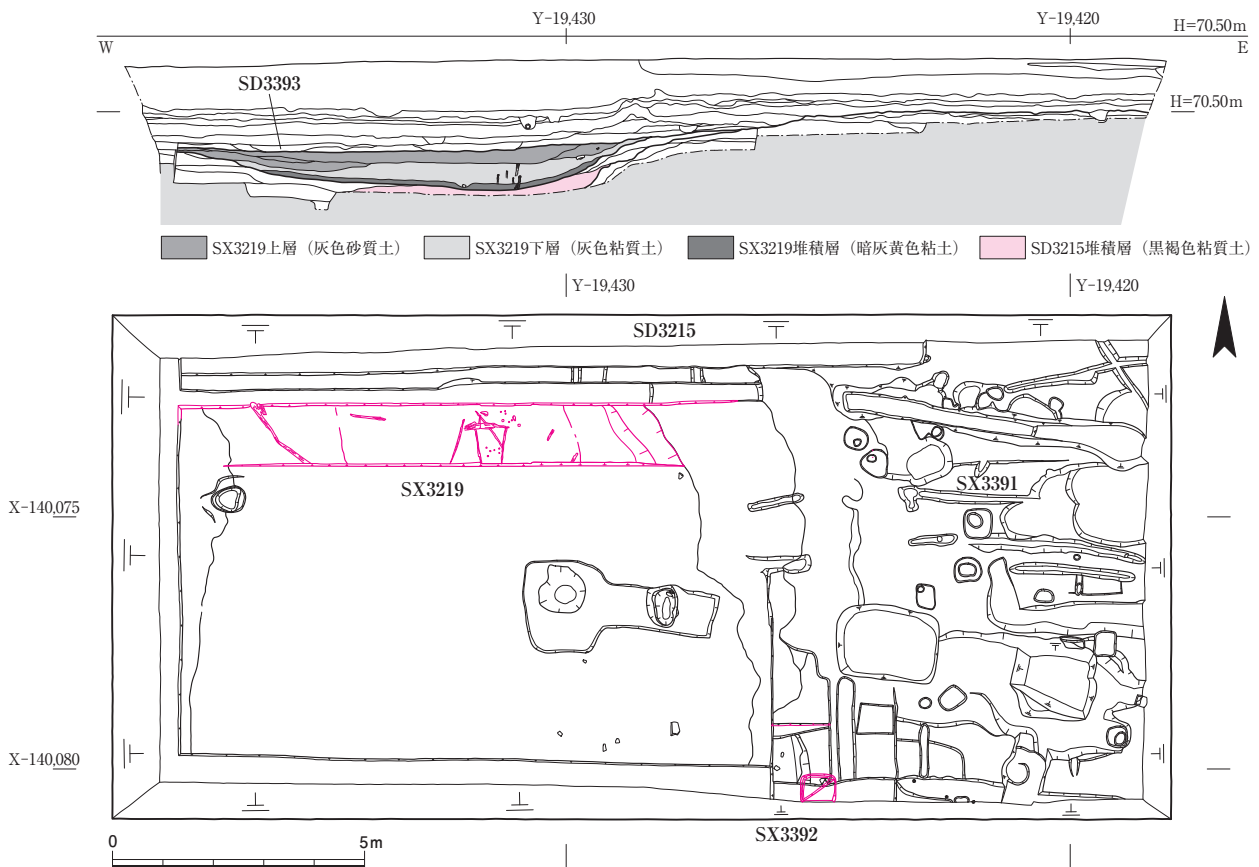 Y-19,430 Y-19,420 H=70.50m
W E
SD3393
H=70.50m
SX3219上層（灰色砂質土） SX3219下層（灰色粘質土） SX3219堆積層（暗灰黄色粘土） SD3215堆積層（黒褐色粘質土）
Y-19,430 Y-19,420
SD3215
SX3391
SX3219
X-140,075
X-140,080
SX3392
0 5m